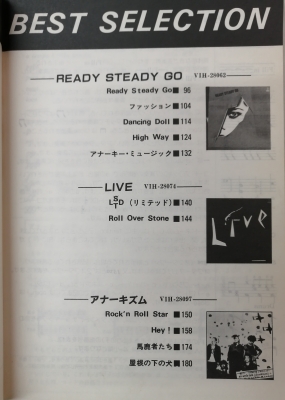 BEST SELECTION
READY STEADY GO VIH-28062
Ready Steady Go■ 96
ファッション■104
Dancing Doll■114
High Way■124
アナーキー・ミュージック■132
LIVE VIH-28074
LSTD (リミテッド)■140
Roll Over Stone■144
LIVE
アナーキズム VIH-28097
Rock'n Roll Star■150
Hey!■158
馬鹿者たち■174
屋根の下の犬■180